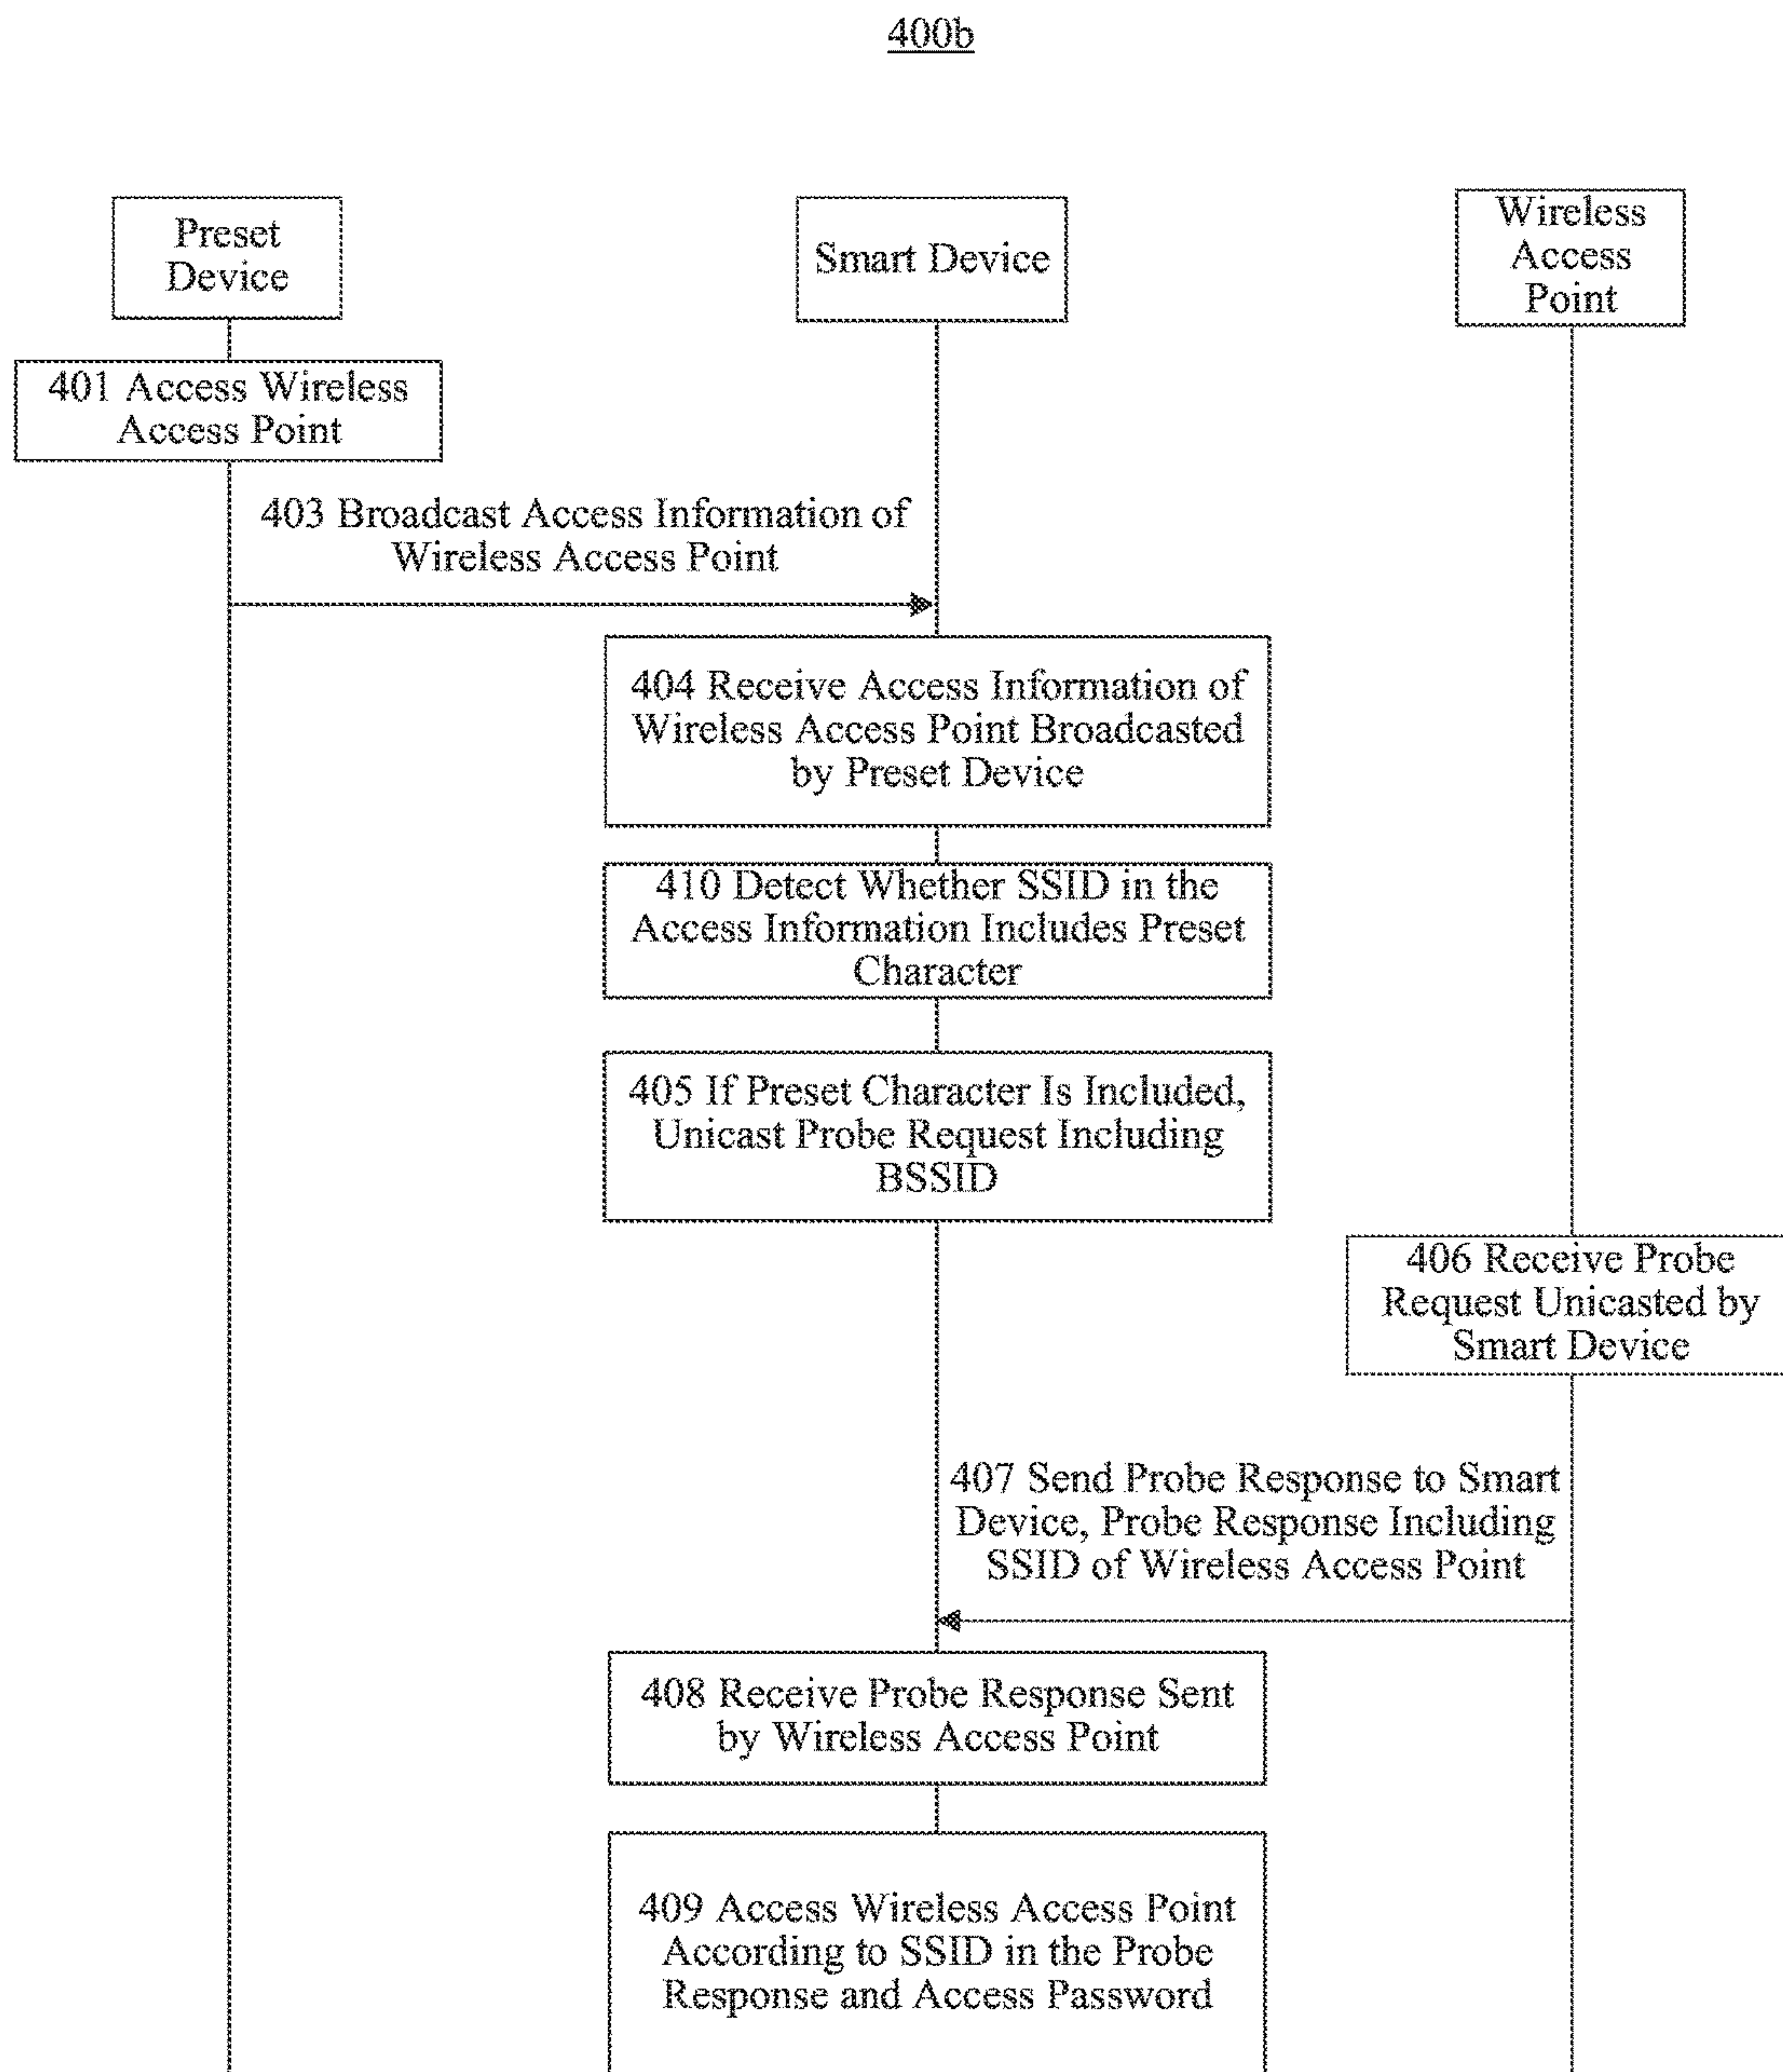 400b
Preset
Device
Smart Device
Wireless
Access
Point
401 Access Wireless
Access Point
403 Broadcast Access Information of
Wireless Access Point
404 Receive Access Information of
Wireless Access Point Broadcasted
by Preset Device
410 Detect Whether SSID in the
Access Information Includes Preset
Character
405 If Preset Character Is Included,
Unicast Probe Request Including
BSSID
406 Receive Probe
Request Unicasted by
Smart Device
407 Send Probe Response to Smart
Device, Probe Response Including
SSID of Wireless Access Point
408 Receive Probe Response Sent
by Wireless Access Point
409 Access Wireless Access Point
According to SSID in the Probe
Response and Access Password